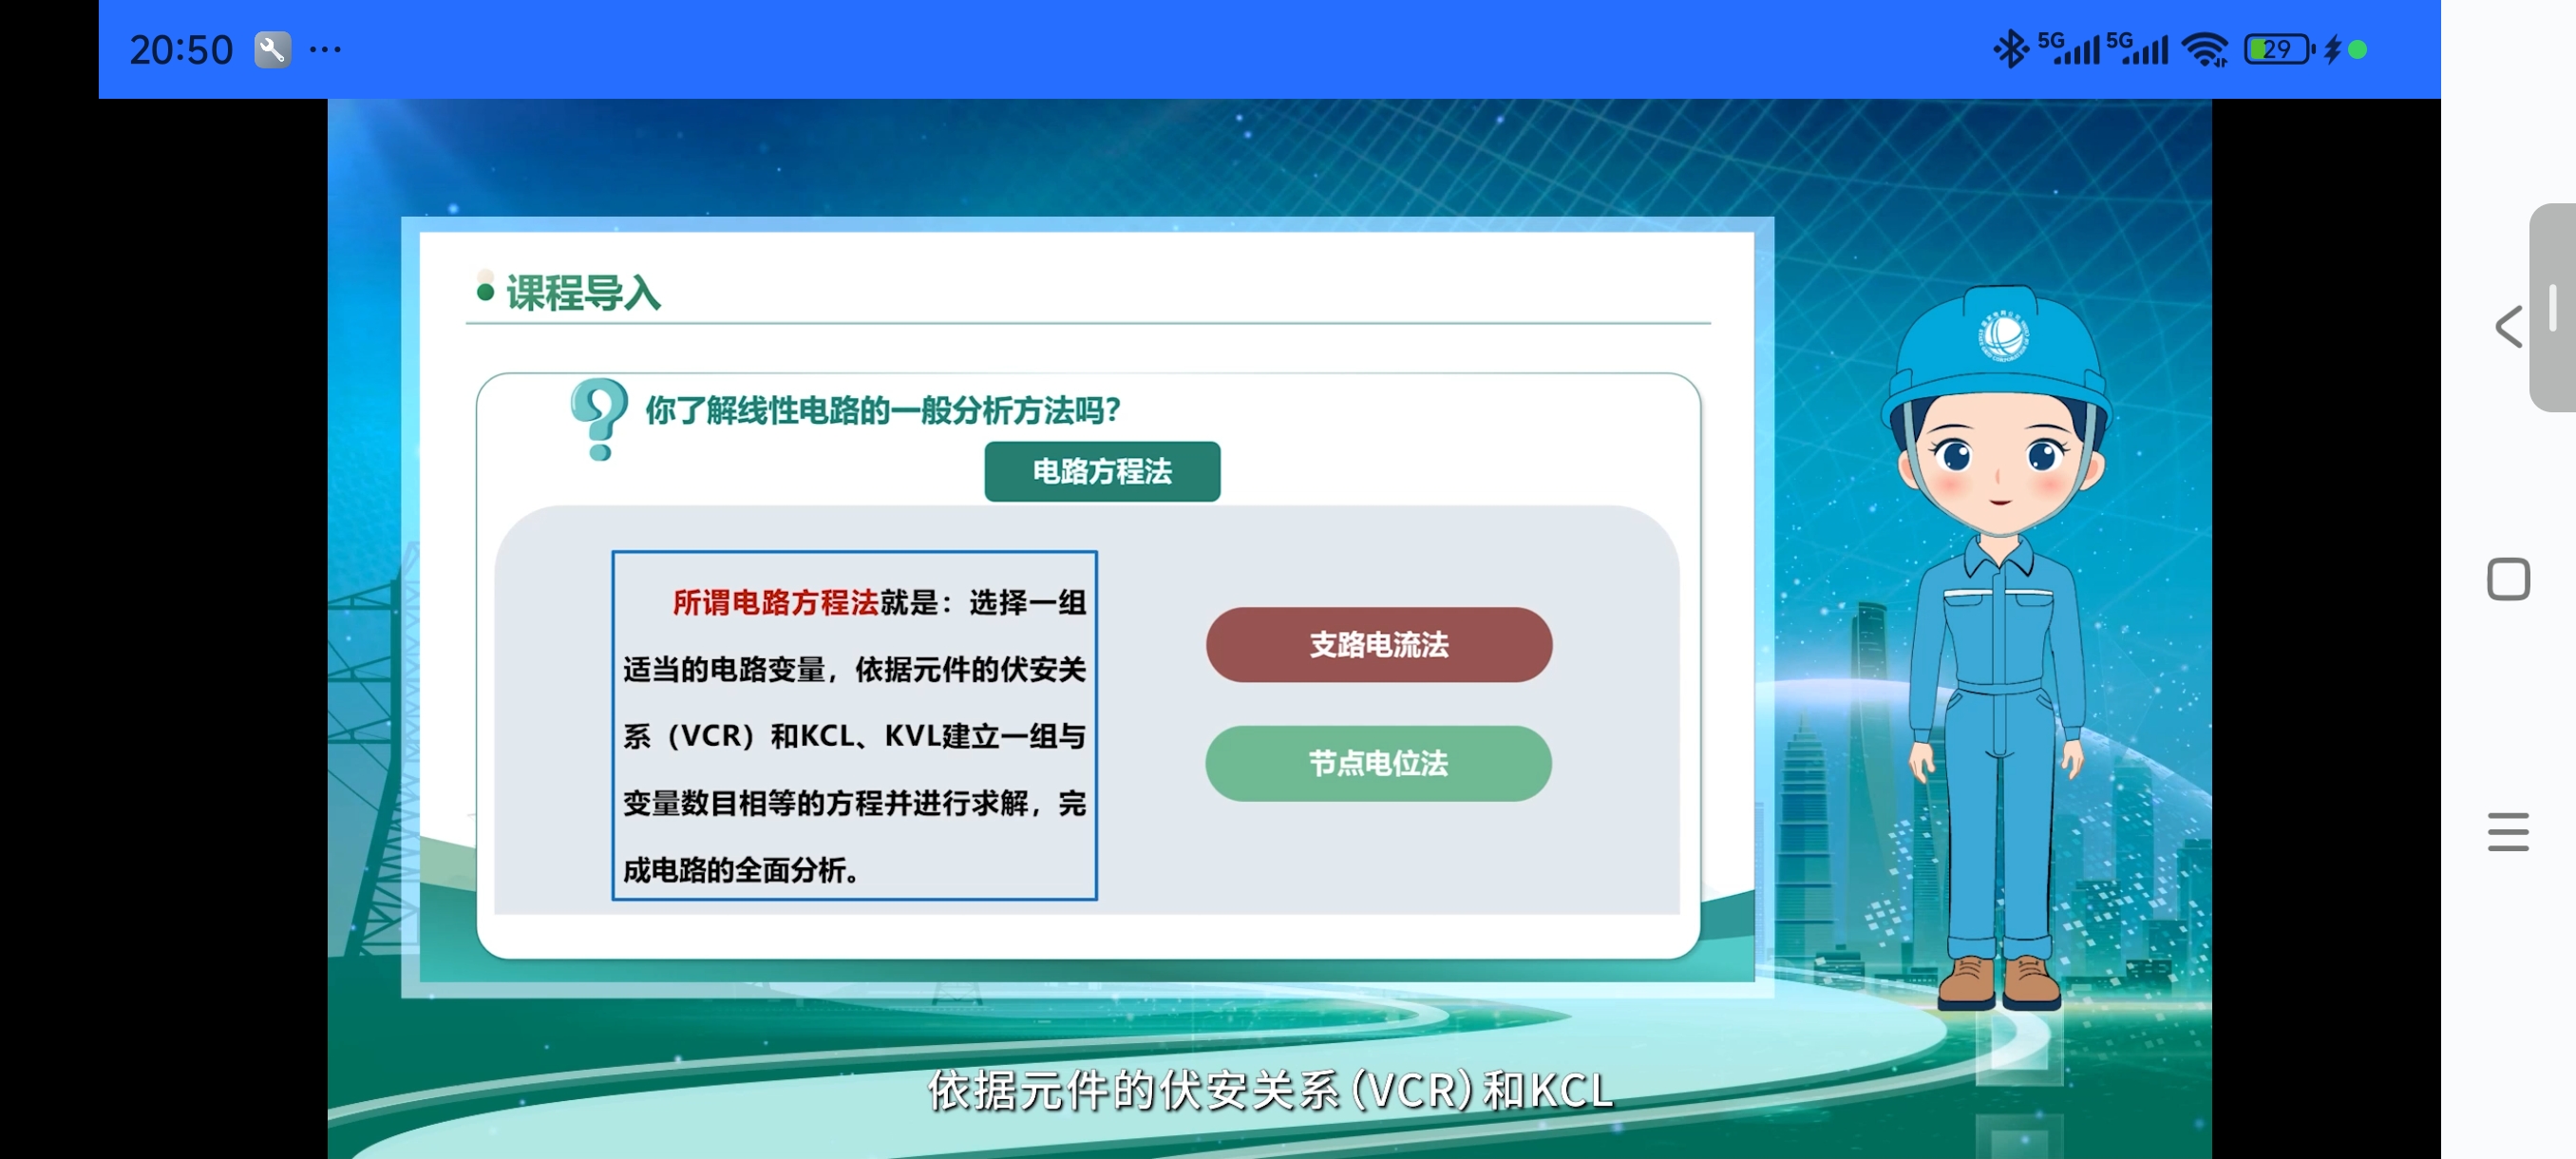 20:50
5G
5G
29
课程导入
你了解线性电路的一般分析方法吗?
电路方程法
所谓电路方程法就是：选择一组
适当的电路变量，依据元件的伏安关
系（VCR）和KCL、KVL建立一组与
变量数目相等的方程并进行求解，完
成电路的全面分析。
支路电流法
节点电位法
依据元件的伏安关系(VCR)和KCL